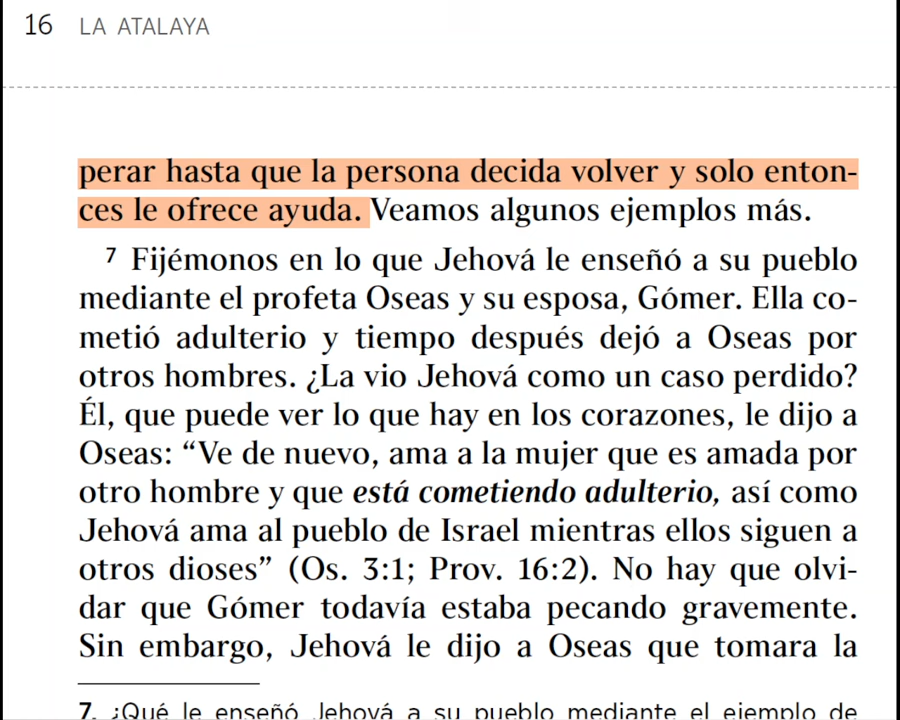 16 LA ATALAYA
perar hasta que la persona decida volver y solo enton-
ces le ofrece ayuda. Veamos algunos ejemplos más.
7 Fijémonos en lo que Jehová le enseñó a su pueblo
mediante el profeta Oseas y su esposa, Gómer. Ella co-
metió adulterio y tiempo después dejó a Oseas por
otros hombres. ¿La vio Jehová como un caso perdido?
Él, que puede ver lo que hay en los corazones, le dijo a
Oseas: “Ve de nuevo, ama a la mujer que es amada por
otro hombre y que está cometiendo adulterio, así como
Jehová ama al pueblo de Israel mientras ellos siguen a
otros dioses” (Os. 3:1; Prov. 16:2). No hay que olvi-
dar que Gómer todavía estaba pecando gravemente.
Sin embargo, Jehová le dijo a Oseas que tomara la
7. ¿Qué le enseñó Jehová a su pueblo mediante el ejemplo de